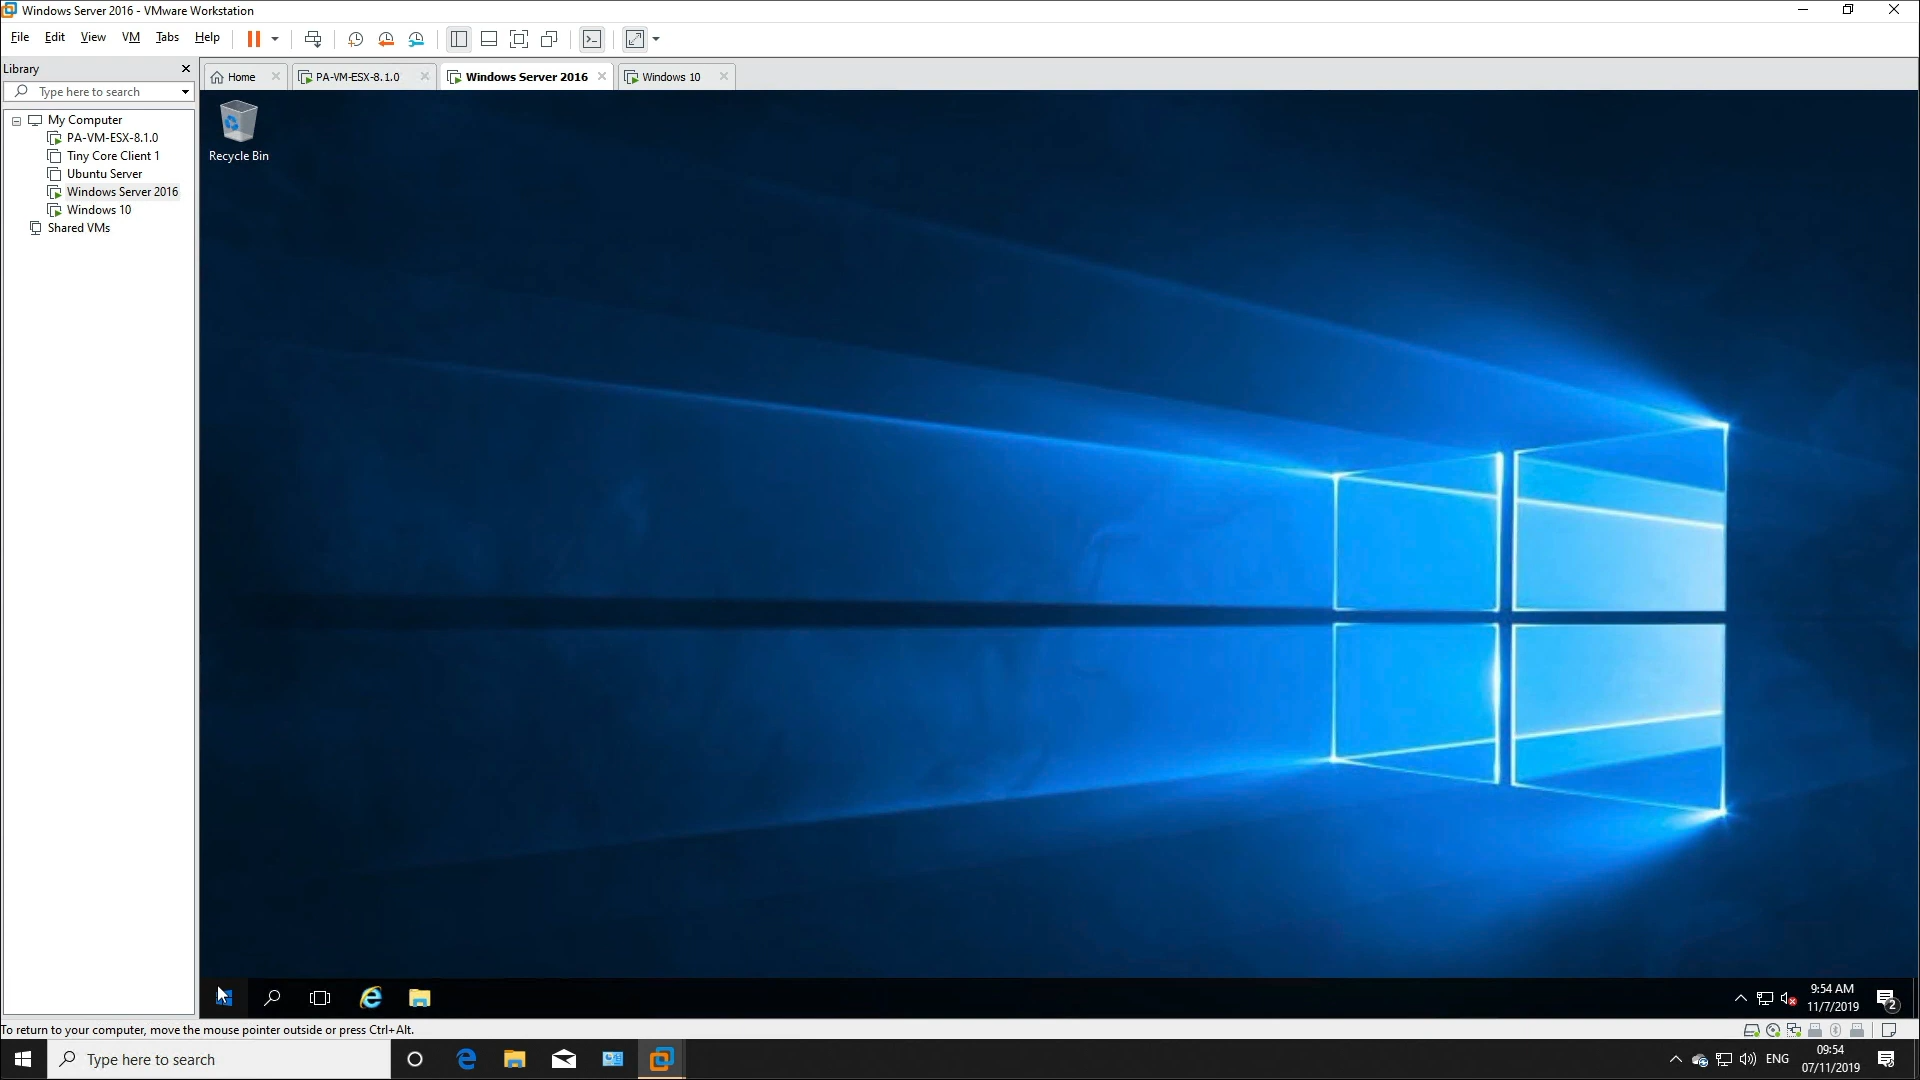 Windows Server 2016 - VMware Workstation
File Edit View VM Tabs Help
Library
Type here to search
My Computer
PA-VM-ESX-8.1.0
Tiny Core Client 1
Ubuntu Server
Windows Server 2016
Windows 10
Shared VMs
Home PA-VM-ESX-8.1.0 Windows Server 2016 Windows 10
Recycle Bin
9:54 AM
11/7/2019
2
To return to your computer, move the mouse pointer outside or press Ctrl+Alt.
Type here to search
ENG
09:54
07/11/2019